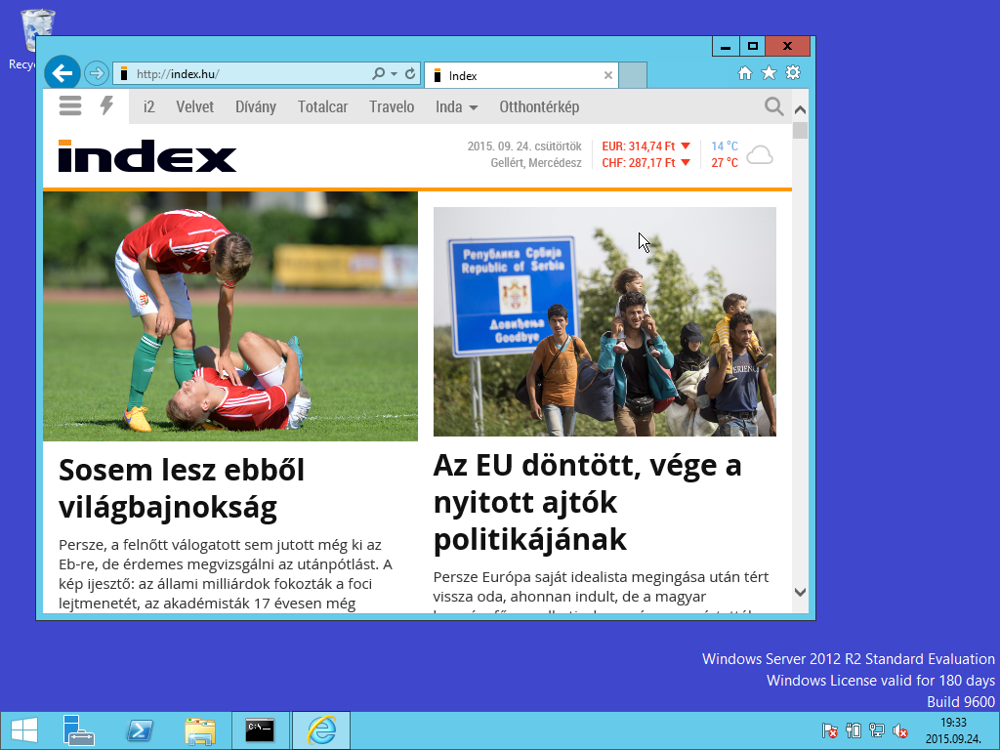 Recyc
http://index.hu/
Index
i2 Velvet Dívány Totalcar Travelo Inda Otthontérkép
index
2015. 09. 24. csütörtök
Gellért, Mercédesz
EUR: 314,74 Ft
CHF: 287,17 Ft
14 °C
27 °C
Република Србија
Republic of Serbia
Довиђења
Goodbye
Sosem lesz ebből
világbajnokság
Persze, a felnőtt válogatott sem jutott még ki az
Eb-re, de érdemes megvizsgálni az utánpótlást. A
kép ijesztő: az állami milliárdok fokozták a foci
lejtmenetét, az akadémisták 17 évesen még
Az EU döntött, vége a
nyitott ajtók
politikájának
Persze Európa saját idealista megingása után tért
vissza oda, ahonnan indult, de a magyar
Windows Server 2012 R2 Standard Evaluation
Windows License valid for 180 days
Build 9600
C:\_
19:33
2015.09.24.